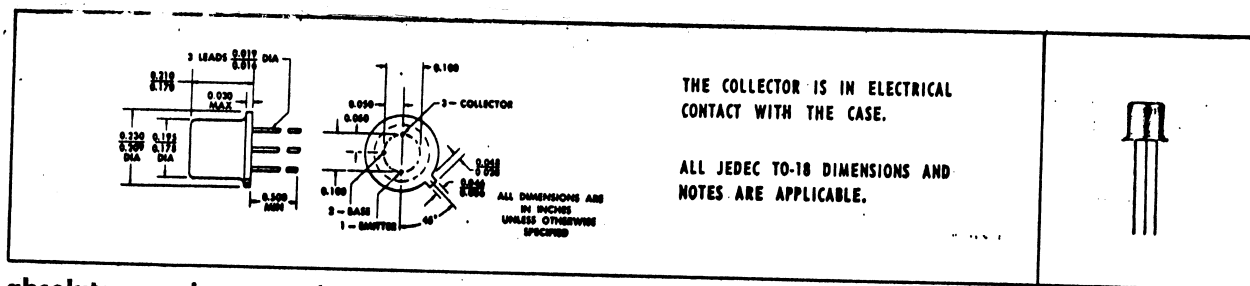 3 LEADS 0.019 DIA
0.016
0.210
0.170
0.030
MAX
0.230
0.209
DIA
0.195
0.175
DIA
0.500
MIN
0.100
0.050
0.050
3 – COLLECTOR
0.100
2 – BASE
1 – EMITTER
45°
ALL DIMENSIONS ARE
IN INCHES
UNLESS OTHERWISE
SPECIFIED
THE COLLECTOR IS IN ELECTRICAL
CONTACT WITH THE CASE.
ALL JEDEC TO-18 DIMENSIONS AND
NOTES ARE APPLICABLE.